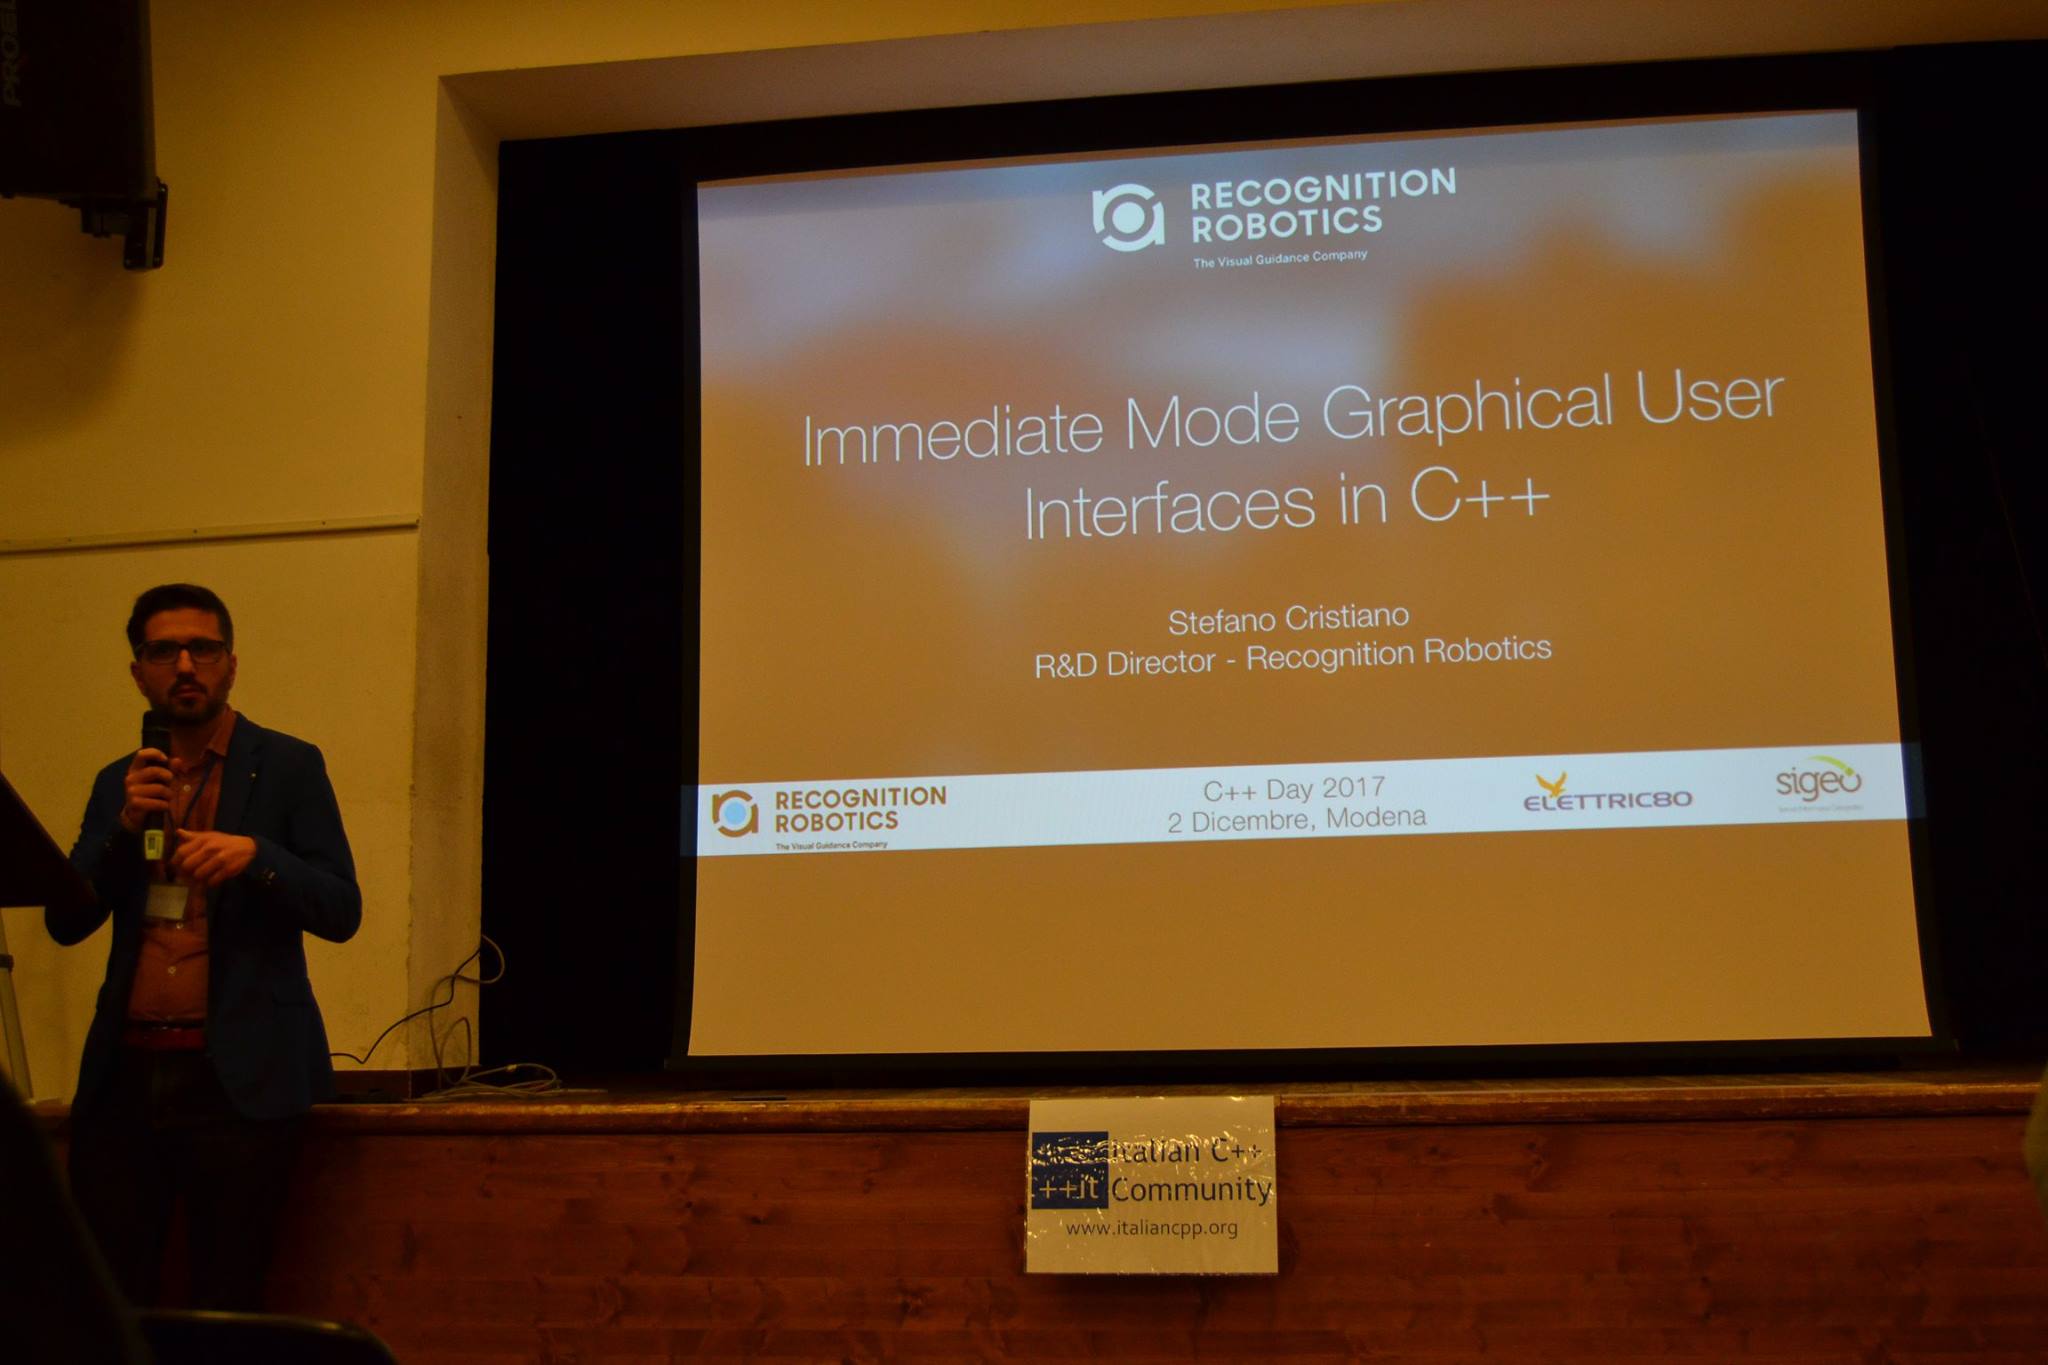 RECOGNITION
ROBOTICS
The Visual Guidance Company
Immediate Mode Graphical User
Interfaces in C++
Stefano Cristiano
R&D Director - Recognition Robotics
RECOGNITION
ROBOTICS
The Visual Guidance Company
C++ Day 2017
2 Dicembre, Modena
ELETTRIC80
sigeo
italian C++
++it Community
www.italiancpp.org